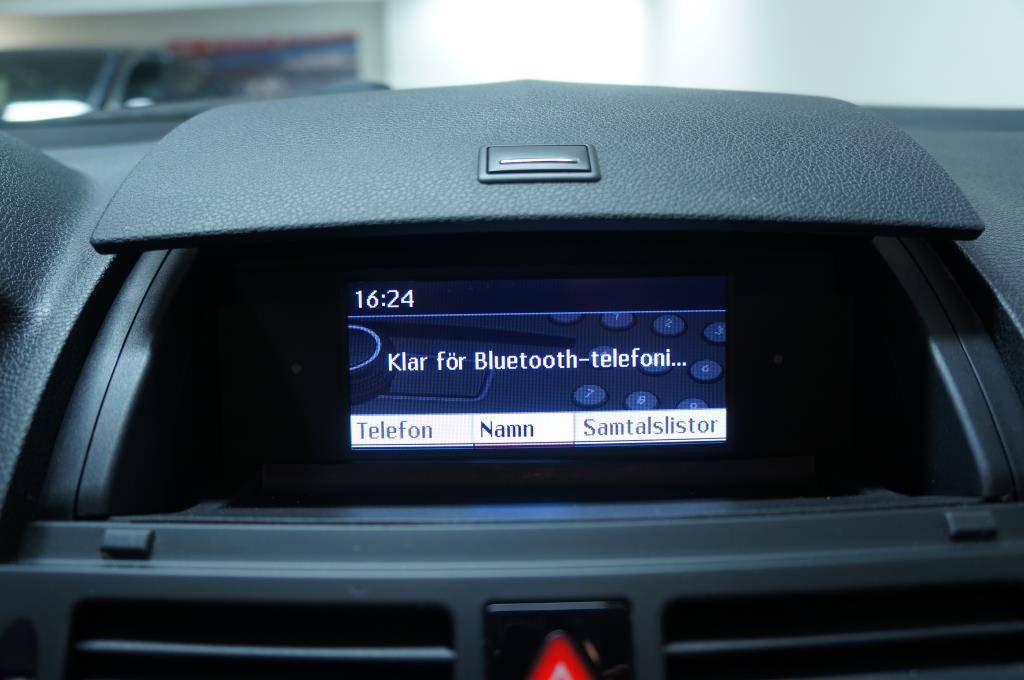 16:24
Klar för Bluetooth-telefoni...
Telefon Namn Samtalslistor